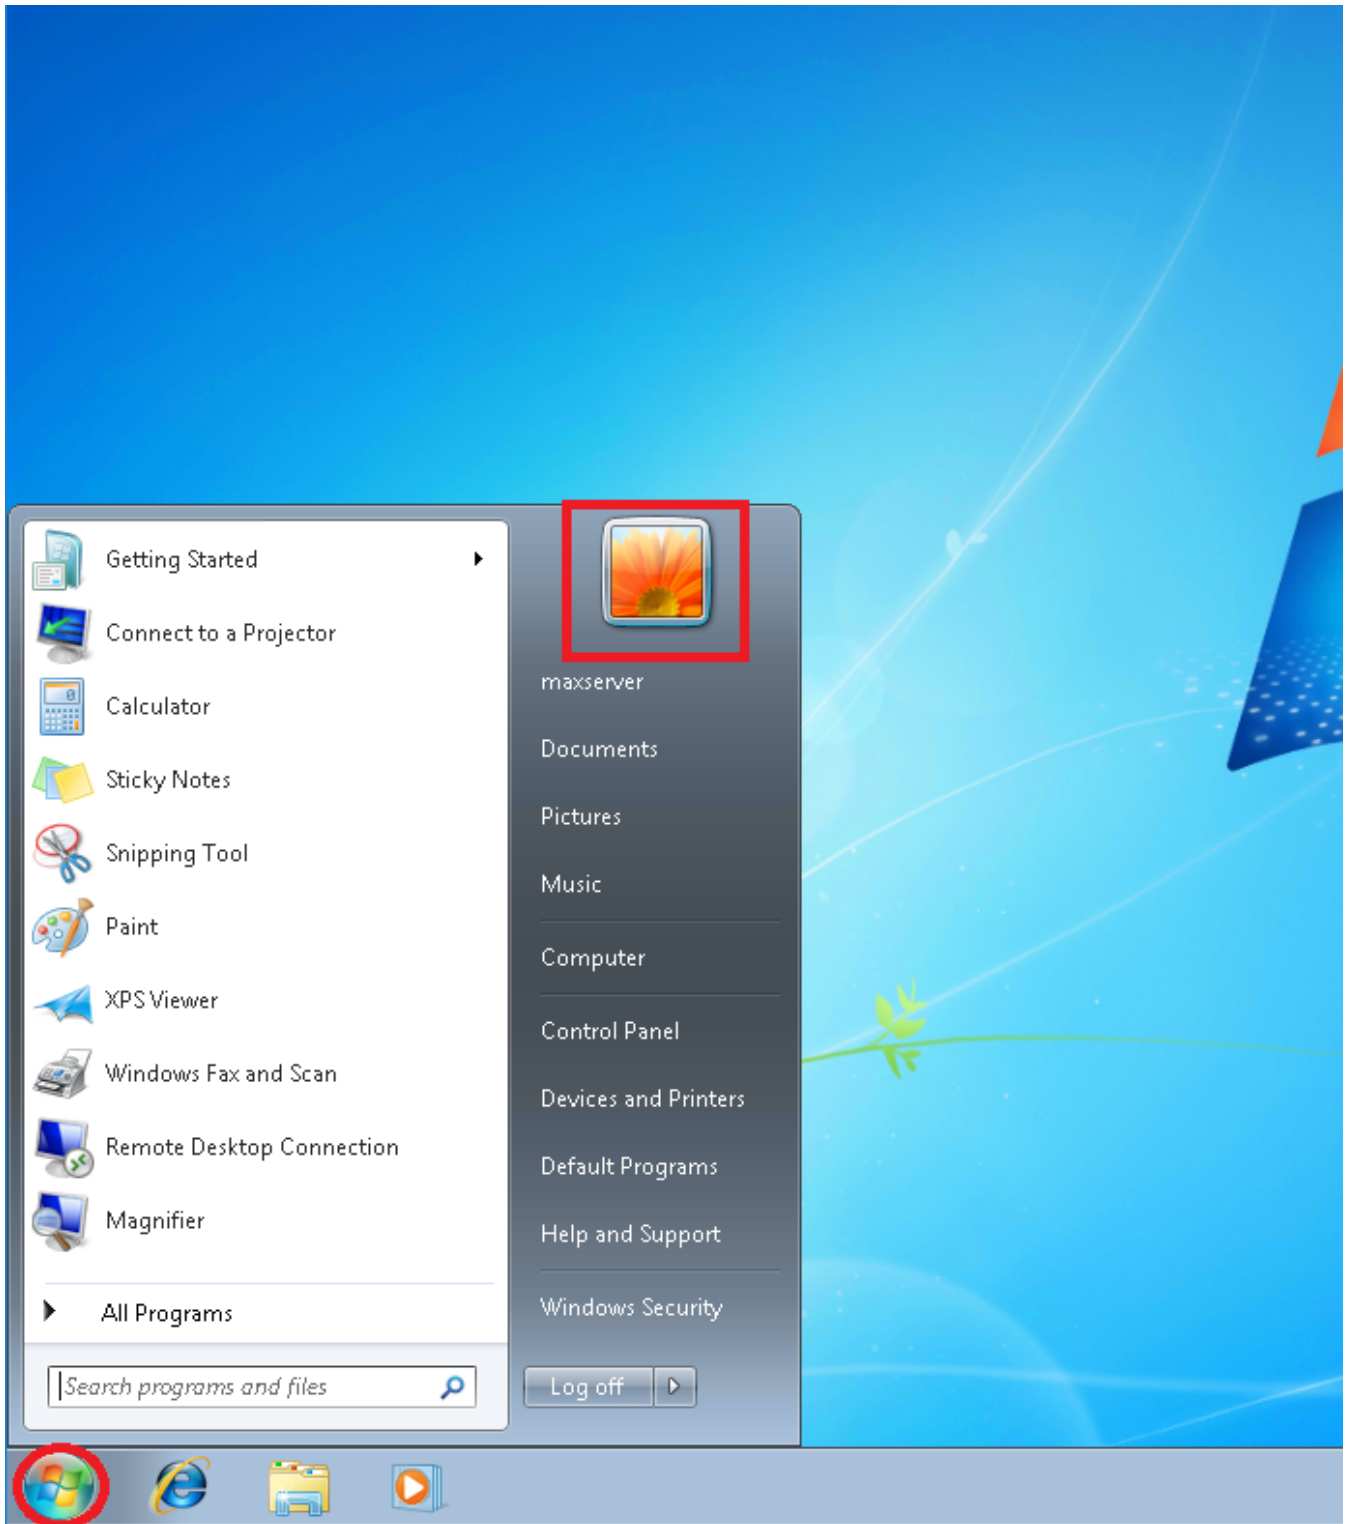 Getting Started
Connect to a Projector
Calculator
Sticky Notes
Snipping Tool
Paint
XPS Viewer
Windows Fax and Scan
Remote Desktop Connection
Magnifier
All Programs
Search programs and files
maxserver
Documents
Pictures
Music
Computer
Control Panel
Devices and Printers
Default Programs
Help and Support
Windows Security
Log off